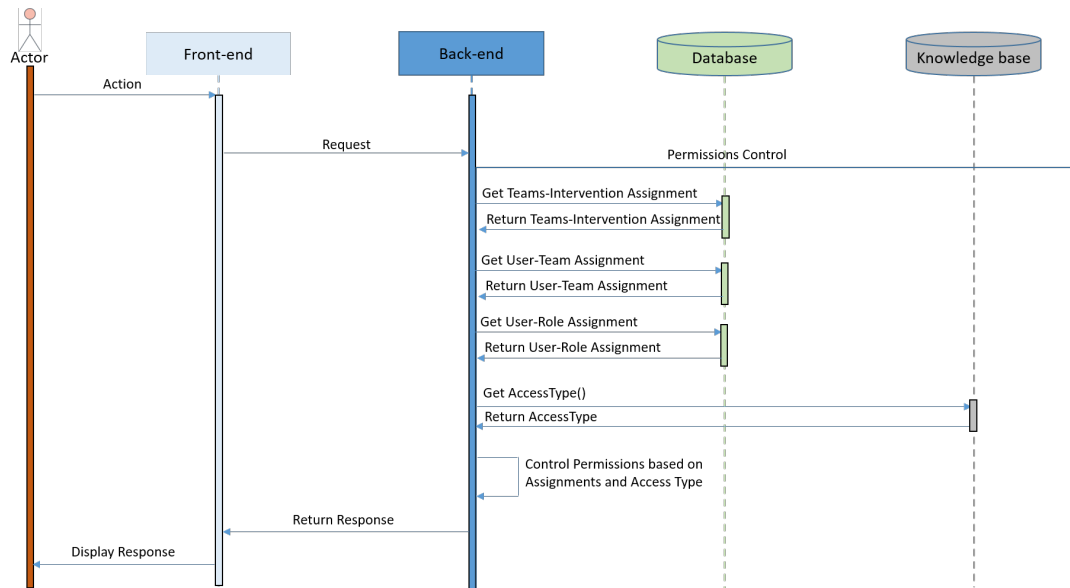 Actor
Front-end
Back-end
Database
Knowledge base
Action
Request
Permissions Control
Get Teams-Intervention Assignment
Return Teams-Intervention Assignment
Get User-Team Assignment
Return User-Team Assignment
Get User-Role Assignment
Return User-Role Assignment
Get AccessType()
Return AccessType
Control Permissions based on
Assignments and Access Type
Return Response
Display Response